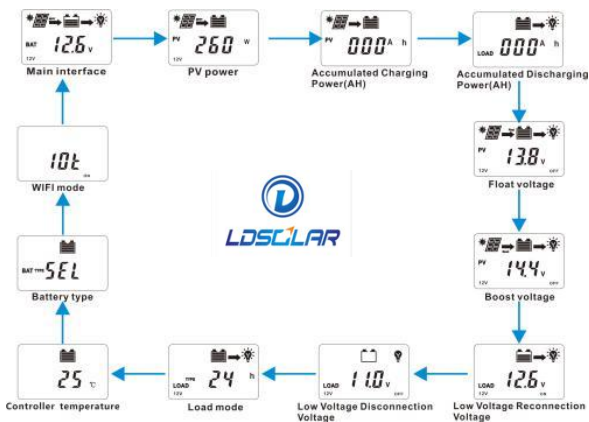 BAT 12.6 v
12V
Main interface
PV 260 w
12V
PV power
PV 000 A h
Accumulated Charging
Power(AH)
LOAD 000 A h
Accumulated Discharging
Power(AH)
PV 13.8 v
12V OFF
Float voltage
PV 14.4 v
12V OFF
Boost voltage
LOAD 12.6 v
12V ON
Low Voltage Reconnection
Voltage
LOAD 11.0 v
12V OFF
Low Voltage Disconnection
Voltage
LOAD TYPE 24 h
12V
Load mode
25 ℃
Controller temperature
BAT TYPE SEL
Battery type
10t
ON
WIFI mode
LDSOLAR